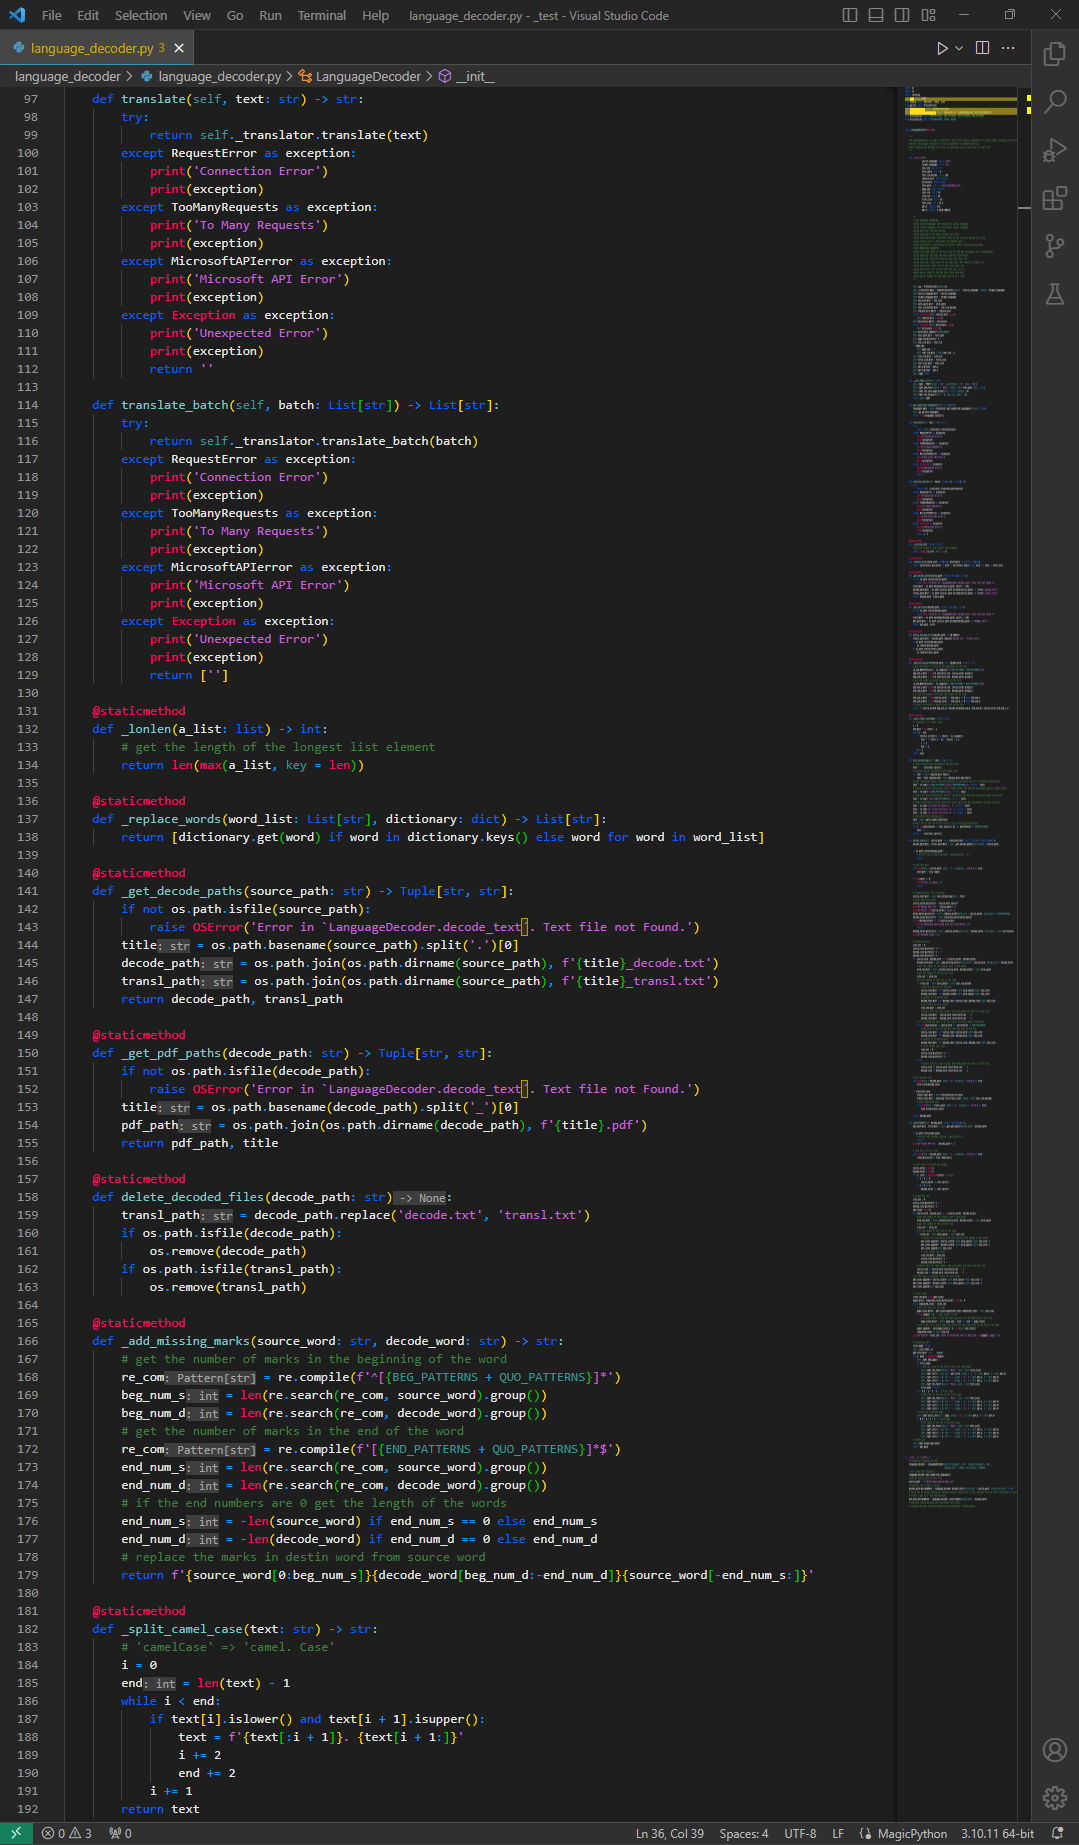 File Edit Selection View Go Run Terminal Help language_decoder.py - _test - Visual Studio Code
language_decoder.py 3
language_decoder > language_decoder.py > LanguageDecoder > __init__
97 def translate(self, text: str) -> str:
98 try:
99 return self._translator.translate(text)
100 except RequestError as exception:
101 print('Connection Error')
102 print(exception)
103 except TooManyRequests as exception:
104 print('To Many Requests')
105 print(exception)
106 except MicrosoftAPIerror as exception:
107 print('Microsoft API Error')
108 print(exception)
109 except Exception as exception:
110 print('Unexpected Error')
111 print(exception)
112 return ''
113
114 def translate_batch(self, batch: List[str]) -> List[str]:
115 try:
116 return self._translator.translate_batch(batch)
117 except RequestError as exception:
118 print('Connection Error')
119 print(exception)
120 except TooManyRequests as exception:
121 print('To Many Requests')
122 print(exception)
123 except MicrosoftAPIerror as exception:
124 print('Microsoft API Error')
125 print(exception)
126 except Exception as exception:
127 print('Unexpected Error')
128 print(exception)
129 return ['']
130
131 @staticmethod
132 def _lonlen(a_list: list) -> int:
133 # get the length of the longest list element
134 return len(max(a_list, key = len))
135
136 @staticmethod
137 def _replace_words(word_list: List[str], dictionary: dict) -> List[str]:
138 return [dictionary.get(word) if word in dictionary.keys() else word for word in word_list]
139
140 @staticmethod
141 def _get_decode_paths(source_path: str) -> Tuple[str, str]:
142 if not os.path.isfile(source_path):
143 raise OSError('Error in `LanguageDecoder.decode_text`. Text file not Found.')
144 title: str = os.path.basename(source_path).split('.')[0]
145 decode_path: str = os.path.join(os.path.dirname(source_path), f'{title}_decode.txt')
146 transl_path: str = os.path.join(os.path.dirname(source_path), f'{title}_transl.txt')
147 return decode_path, transl_path
148
149 @staticmethod
150 def _get_pdf_paths(decode_path: str) -> Tuple[str, str]:
151 if not os.path.isfile(decode_path):
152 raise OSError('Error in `LanguageDecoder.decode_text`. Text file not Found.')
153 title: str = os.path.basename(decode_path).split('_')[0]
154 pdf_path: str = os.path.join(os.path.dirname(decode_path), f'{title}.pdf')
155 return pdf_path, title
156
157 @staticmethod
158 def delete_decoded_files(decode_path: str) -> None:
159 transl_path: str = decode_path.replace('decode.txt', 'transl.txt')
160 if os.path.isfile(decode_path):
161 os.remove(decode_path)
162 if os.path.isfile(transl_path):
163 os.remove(transl_path)
164
165 @staticmethod
166 def _add_missing_marks(source_word: str, decode_word: str) -> str:
167 # get the number of marks in the beginning of the word
168 re_com: Pattern[str] = re.compile(f'^[{BEG_PATTERNS + QUO_PATTERNS}]*')
169 beg_num_s: int = len(re.search(re_com, source_word).group())
170 beg_num_d: int = len(re.search(re_com, decode_word).group())
171 # get the number of marks in the end of the word
172 re_com: Pattern[str] = re.compile(f'[{END_PATTERNS + QUO_PATTERNS}]*$')
173 end_num_s: int = len(re.search(re_com, source_word).group())
174 end_num_d: int = len(re.search(re_com, decode_word).group())
175 # if the end numbers are 0 get the length of the words
176 end_num_s: int = -len(source_word) if end_num_s == 0 else end_num_s
177 end_num_d: int = -len(decode_word) if end_num_d == 0 else end_num_d
178 # replace the marks in destin word from source word
179 return f'{source_word[0:beg_num_s]}{decode_word[beg_num_d:-end_num_d]}{source_word[-end_num_s:]}'
180
181 @staticmethod
182 def _split_camel_case(text: str) -> str:
183 # 'camelCase' => 'camel. Case'
184 i = 0
185 end: int = len(text) - 1
186 while i < end:
187 if text[i].islower() and text[i + 1].isupper():
188 text = f'{text[:i + 1]}. {text[i + 1:]}'
189 i += 2
190 end += 2
191 i += 1
192 return text
0 3 0 Ln 36, Col 39 Spaces: 4 UTF-8 LF MagicPython 3.10.11 64-bit